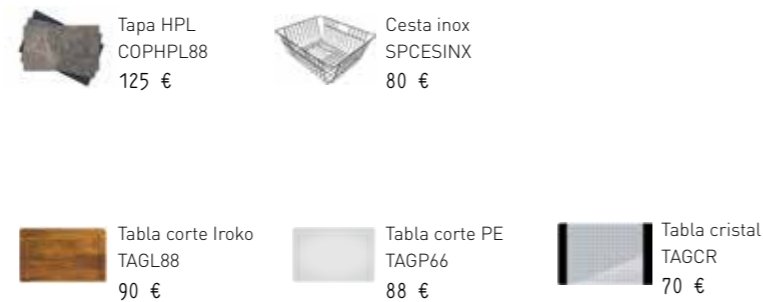 Tapa HPL
COPHPL88
125 €
Cesta inox
SPCESINX
80 €
Tabla corte Iroko
TAGL88
90 €
Tabla corte PE
TAGP66
88 €
Tabla cristal
TAGCR
70 €